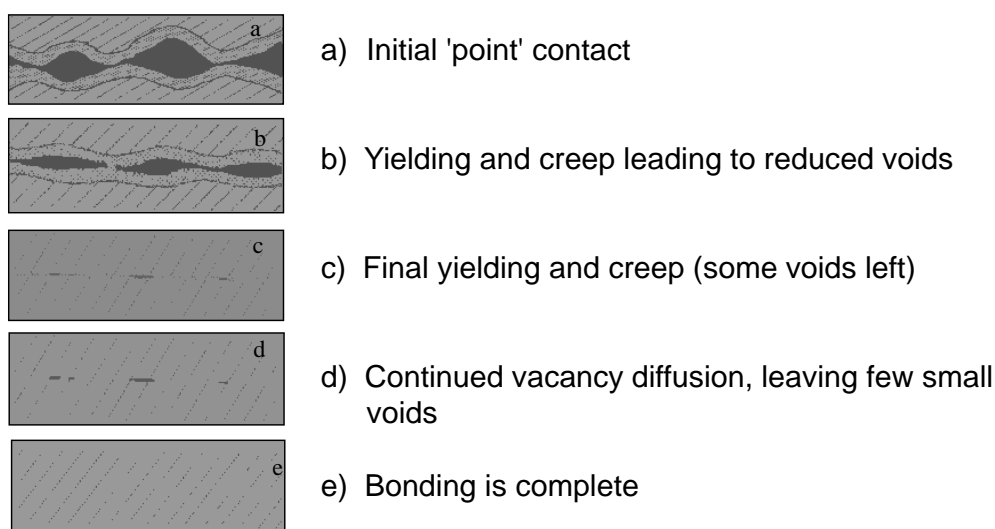 a
a) Initial 'point' contact
b
b) Yielding and creep leading to reduced voids
c
c) Final yielding and creep (some voids left)
d
d) Continued vacancy diffusion, leaving few small
voids
e
e) Bonding is complete